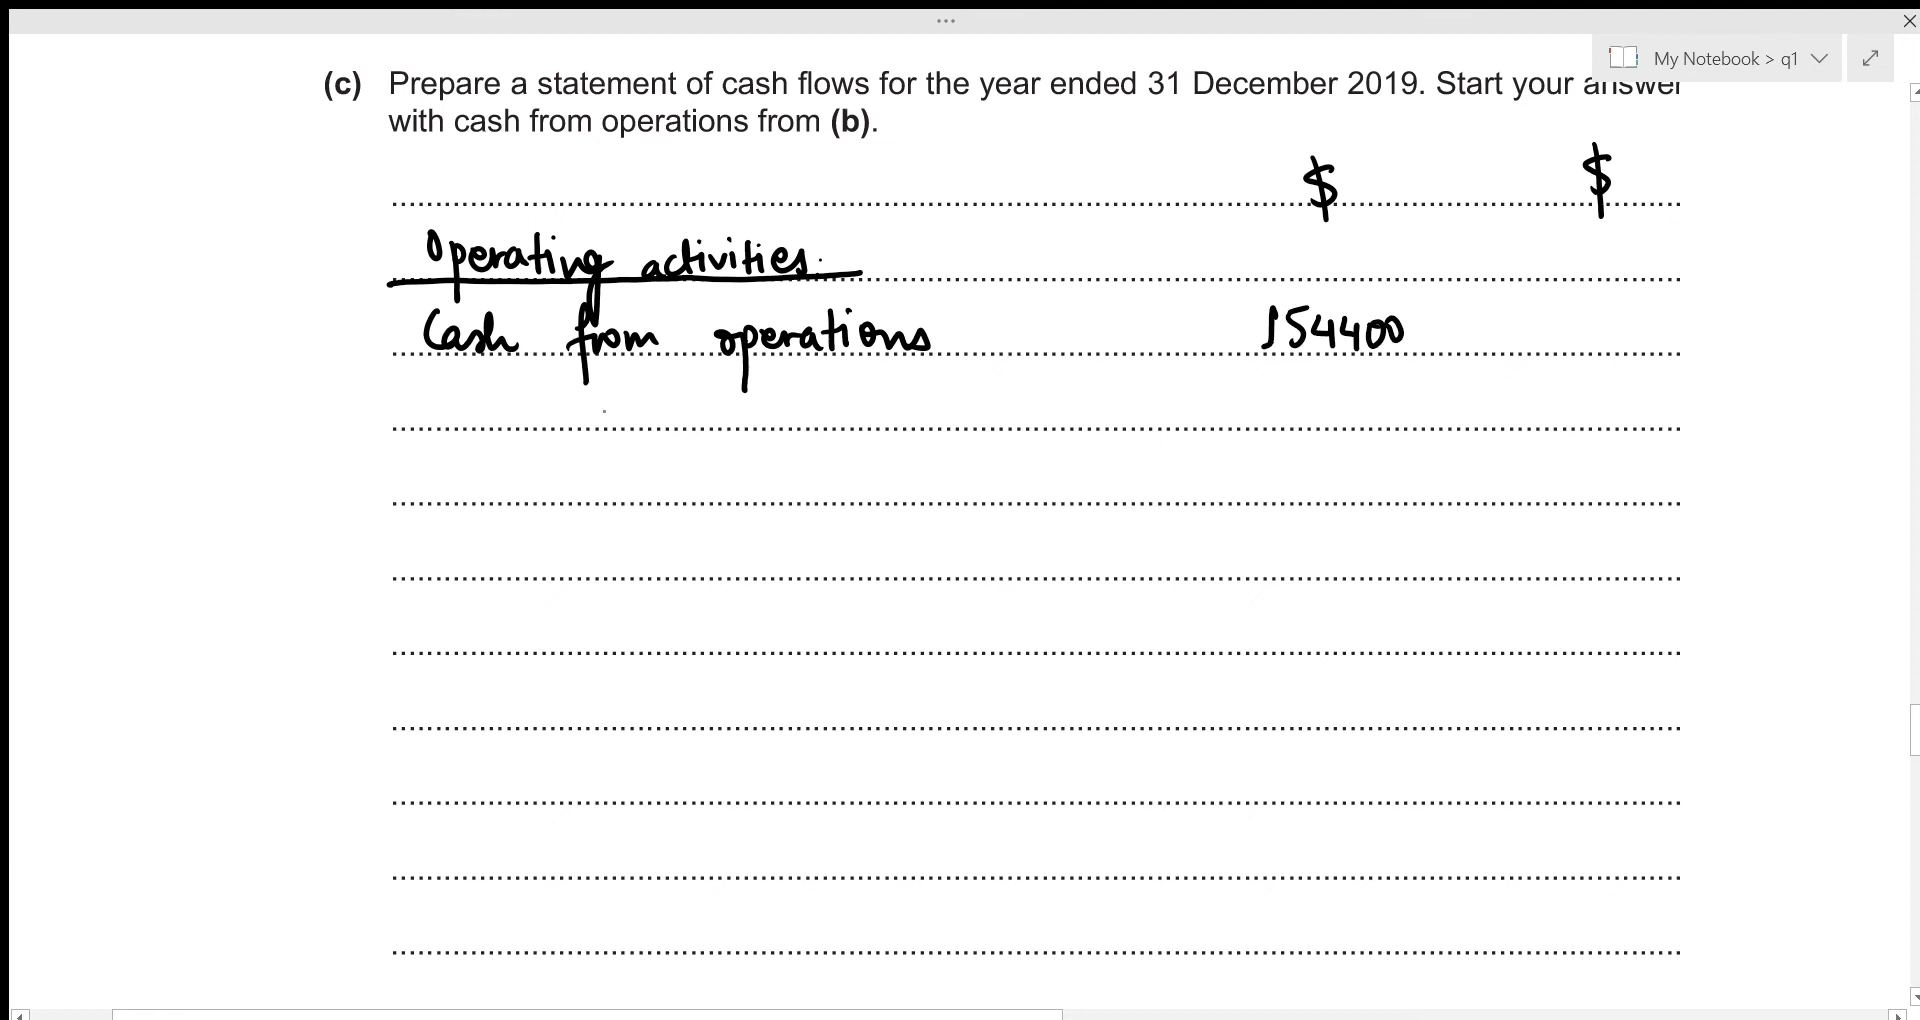 My Notebook > q1
(c) Prepare a statement of cash flows for the year ended 31 December 2019. Start your answer
with cash from operations from (b).
$ $
Operating activities
Cash from operations 154400